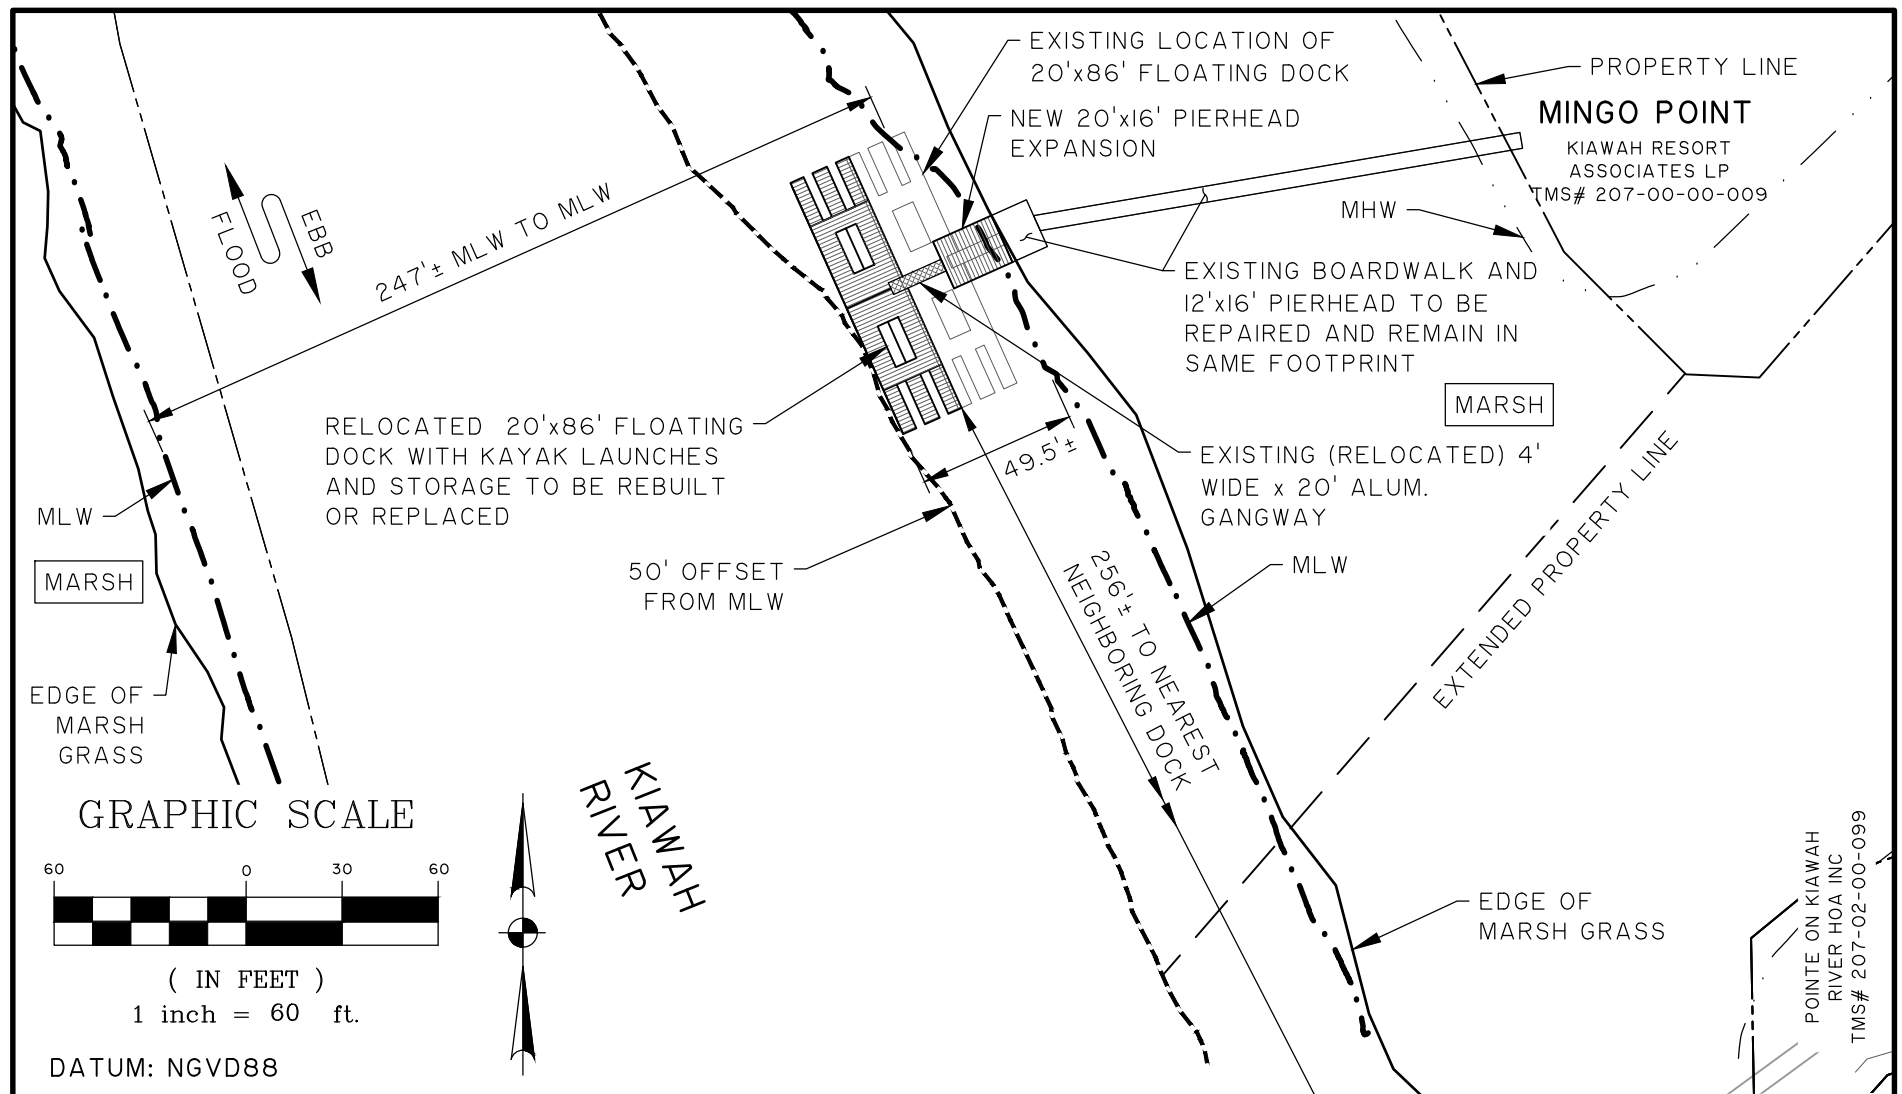 EXISTING LOCATION OF
20'x86' FLOATING DOCK
NEW 20'x16' PIERHEAD
EXPANSION
PROPERTY LINE
MINGO POINT
KIAWAH RESORT
ASSOCIATES LP
TMS# 207-00-00-009
MHW
247'± MLW TO MLW
FLOOD
EBB
EXISTING BOARDWALK AND
12'x16' PIERHEAD TO BE
REPAIRED AND REMAIN IN
SAME FOOTPRINT
MARSH
RELOCATED 20'x86' FLOATING
DOCK WITH KAYAK LAUNCHES
AND STORAGE TO BE REBUILT
OR REPLACED
49.5'±
EXISTING (RELOCATED) 4'
WIDE x 20' ALUM.
GANGWAY
EXTENDED PROPERTY LINE
MLW
MARSH
50' OFFSET
FROM MLW
256'± TO NEAREST
NEIGHBORING DOCK
MLW
EDGE OF
MARSH
GRASS
KIAWAH
RIVER
GRAPHIC SCALE
60 0 30 60
( IN FEET )
1 inch = 60 ft.
DATUM: NGVD88
EDGE OF
MARSH GRASS
POINTE ON KIAWAH
RIVER HOA INC
TMS# 207-02-00-099